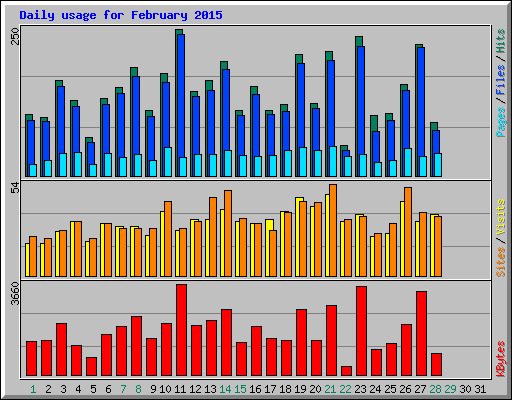 Daily usage for February 2015
250
Pages / Files / Hits
54
Sites / Visits
3660
KBytes
1 2 3 4 5 6 7 8 9 10 11 12 13 14 15 16 17 18 19 20 21 22 23 24 25 26 27 28 29 30 31